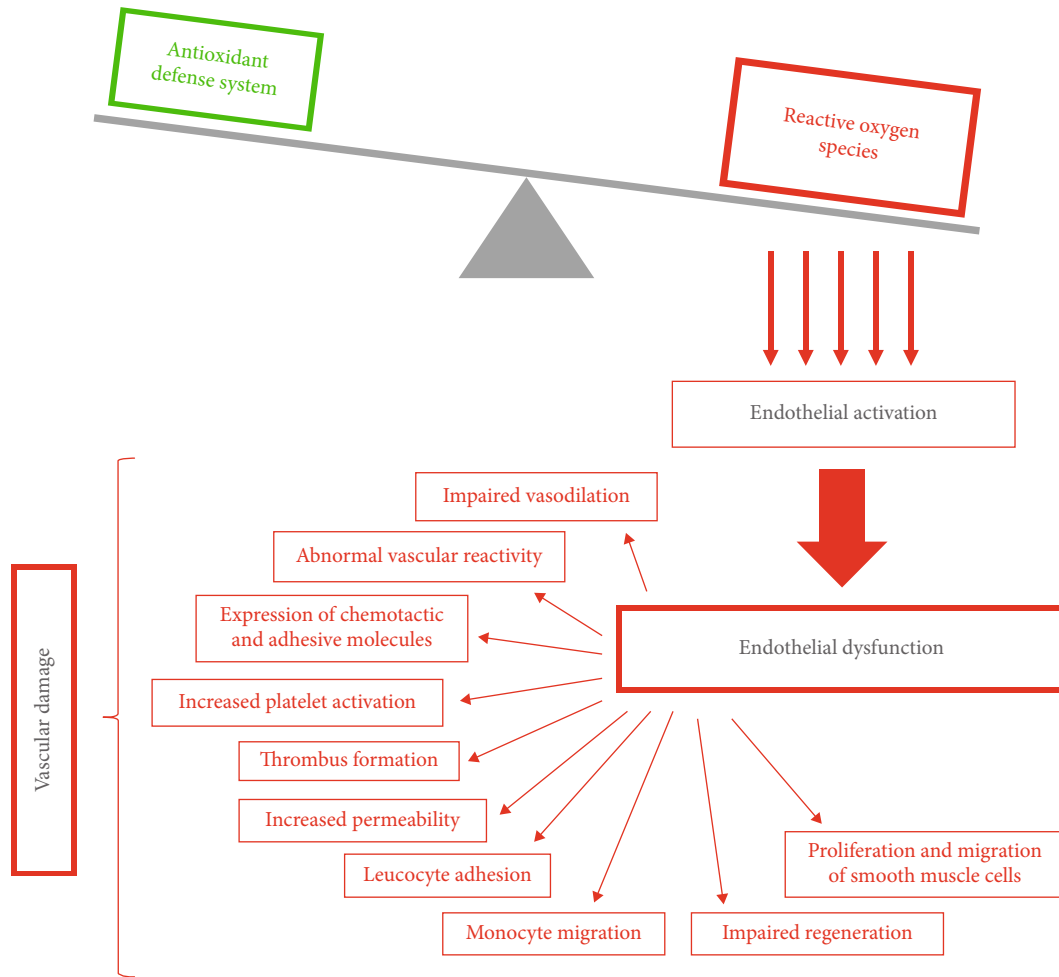 Antioxidant
defense system
Reactive oxygen
species
Endothelial activation
Impaired vasodilation
Abnormal vascular reactivity
Expression of chemotactic
and adhesive molecules
Endothelial dysfunction
Increased platelet activation
Vascular damage
Thrombus formation
Increased permeability
Leucocyte adhesion
Proliferation and migration
of smooth muscle cells
Monocyte migration
Impaired regeneration